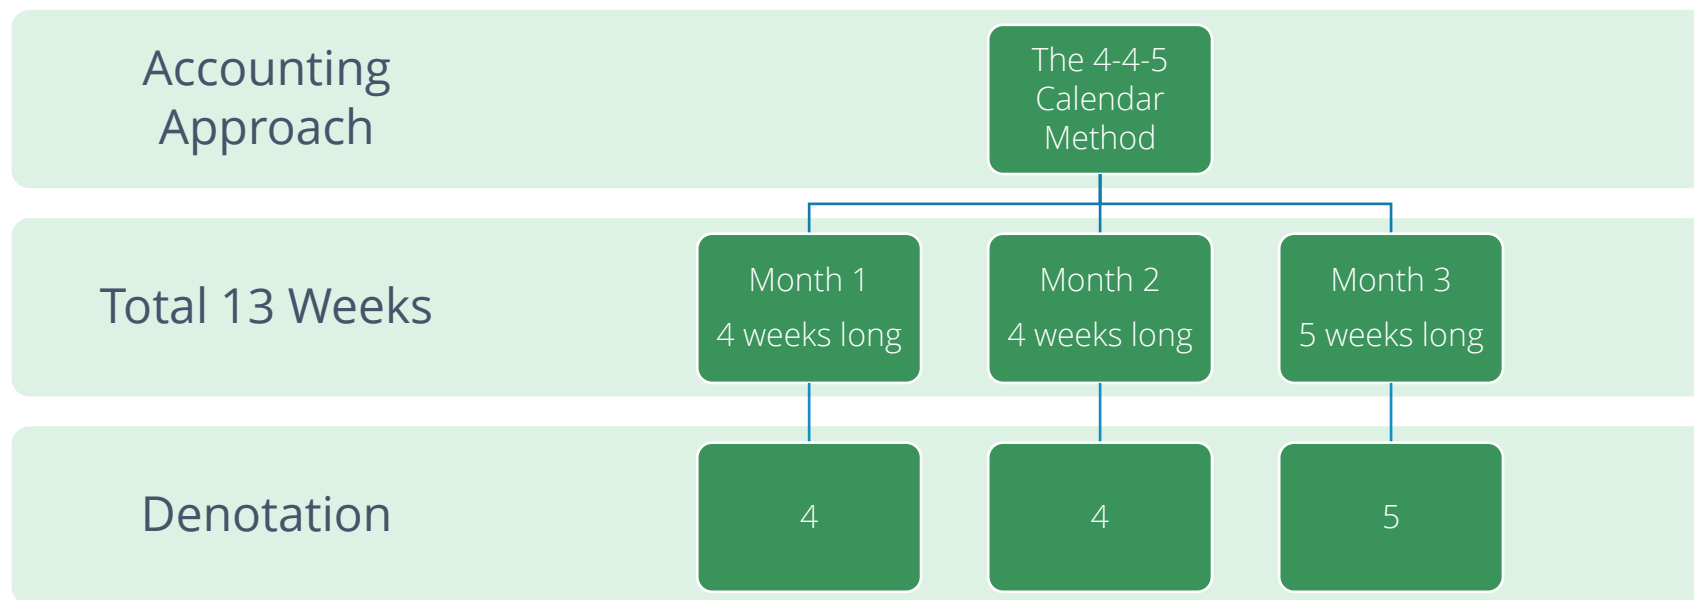 Accounting
Approach
The 4-4-5
Calendar
Method
Total 13 Weeks
Month 1
4 weeks long
Month 2
4 weeks long
Month 3
5 weeks long
Denotation
4
4
5